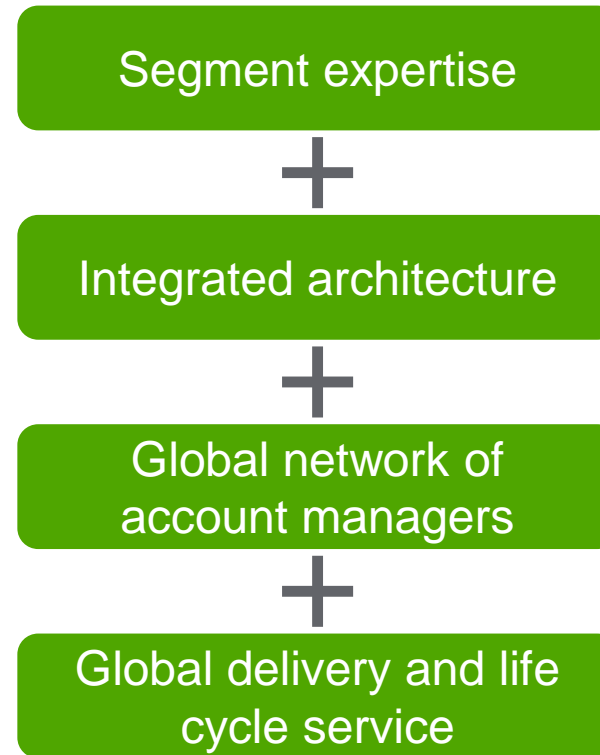 Segment expertise
+
Integrated architecture
+
Global network of
account managers
+
Global delivery and life
cycle service